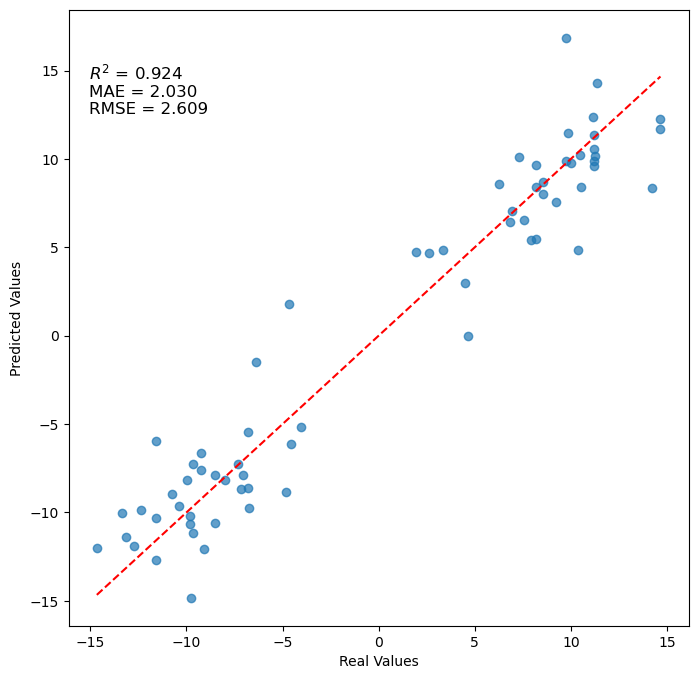 R² = 0.924
MAE = 2.030
RMSE = 2.609
15
10
5
0
−5
−10
−15
Predicted Values
−15 −10 −5 0 5 10 15
Real Values